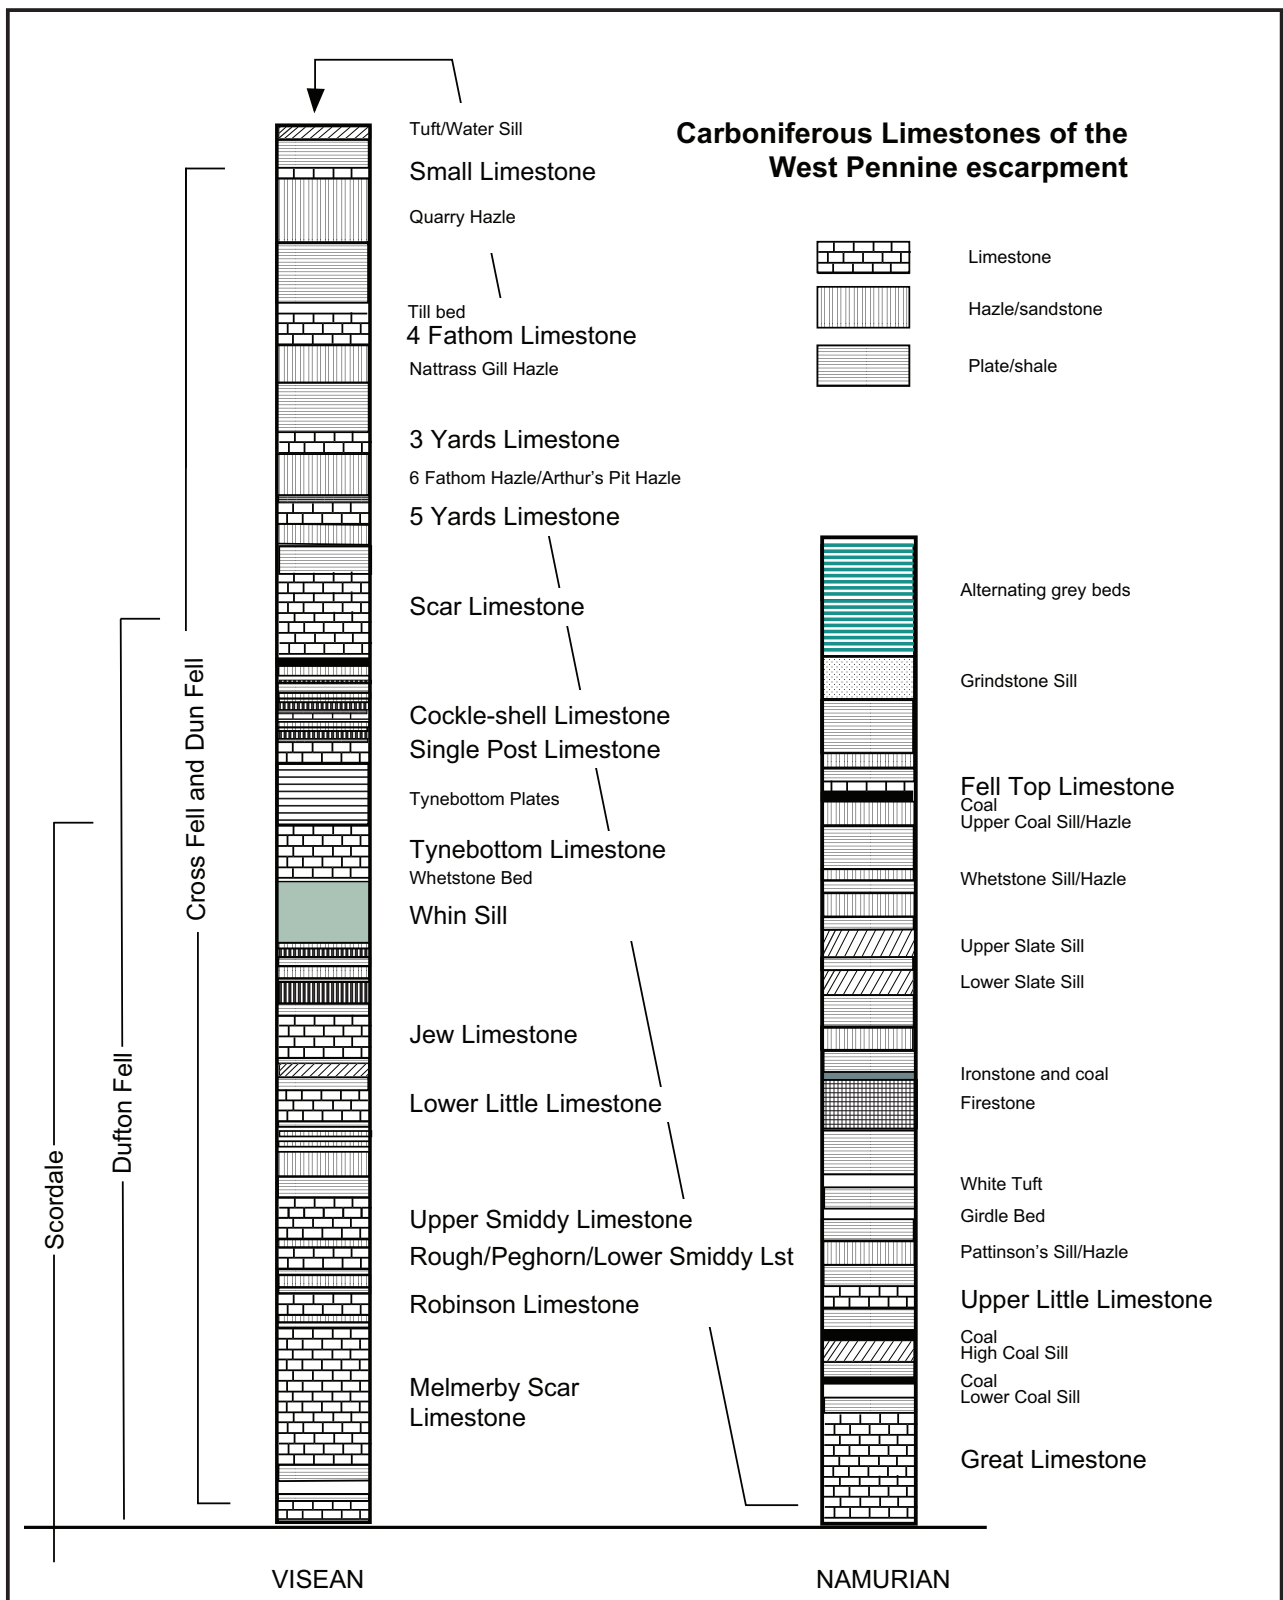 Carboniferous Limestones of the
West Pennine escarpment
Limestone
Hazle/sandstone
Plate/shale
Tuft/Water Sill
Small Limestone
Quarry Hazle
Till bed
4 Fathom Limestone
Nattrass Gill Hazle
3 Yards Limestone
6 Fathom Hazle/Arthur's Pit Hazle
5 Yards Limestone
Scar Limestone
Cockle-shell Limestone
Single Post Limestone
Tynebottom Plates
Tynebottom Limestone
Whetstone Bed
Whin Sill
Jew Limestone
Lower Little Limestone
Upper Smiddy Limestone
Rough/Peghorn/Lower Smiddy Lst
Robinson Limestone
Melmerby Scar
Limestone
Scordale
Dufton Fell
Cross Fell and Dun Fell
VISEAN
Alternating grey beds
Grindstone Sill
Fell Top Limestone
Coal
Upper Coal Sill/Hazle
Whetstone Sill/Hazle
Upper Slate Sill
Lower Slate Sill
Ironstone and coal
Firestone
White Tuft
Girdle Bed
Pattinson's Sill/Hazle
Upper Little Limestone
Coal
High Coal Sill
Coal
Lower Coal Sill
Great Limestone
NAMURIAN